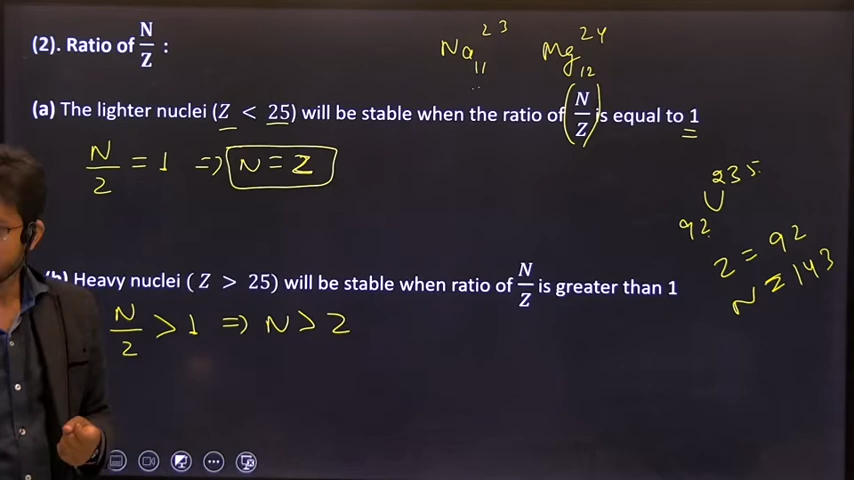 (2). Ratio of N/Z :
Na 23 11 Mg 24 12
(a) The lighter nuclei (Z < 25) will be stable when the ratio of (N/Z) is equal to 1
N/Z = 1 ⇒ N = Z
U 235 92
Z = 92
N = 143
(b) Heavy nuclei ( Z > 25) will be stable when ratio of N/Z is greater than 1
N/Z > 1 ⇒ N > Z